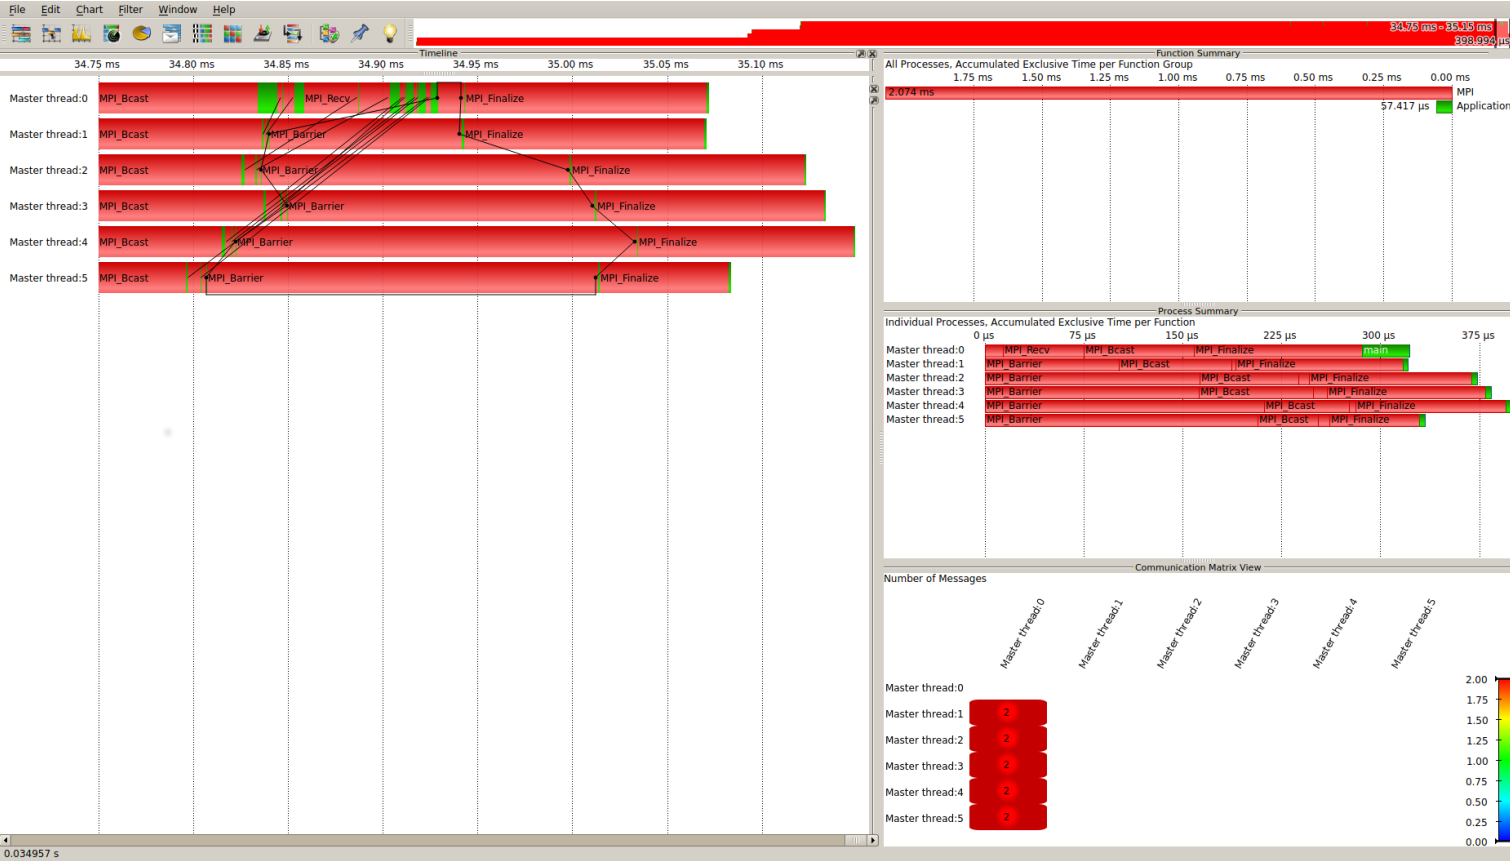 File Edit Chart Filter Window Help
34.75 ms - 35.15 ms
398.994 µs
Timeline
34.75 ms 34.80 ms 34.85 ms 34.90 ms 34.95 ms 35.00 ms 35.05 ms 35.10 ms
Master thread:0 MPI_Bcast MPI_Recv MPI_Finalize
Master thread:1 MPI_Bcast MPI_Barrier MPI_Finalize
Master thread:2 MPI_Bcast MPI_Barrier MPI_Finalize
Master thread:3 MPI_Bcast MPI_Barrier MPI_Finalize
Master thread:4 MPI_Bcast MPI_Barrier MPI_Finalize
Master thread:5 MPI_Bcast MPI_Barrier MPI_Finalize
0.034957 s
Function Summary
All Processes, Accumulated Exclusive Time per Function Group
1.75 ms 1.50 ms 1.25 ms 1.00 ms 0.75 ms 0.50 ms 0.25 ms 0.00 ms
2.074 ms MPI
57.417 µs Application
Process Summary
Individual Processes, Accumulated Exclusive Time per Function
0 µs 75 µs 150 µs 225 µs 300 µs 375 µs
Master thread:0 MPI_Recv MPI_Bcast MPI_Finalize main
Master thread:1 MPI_Barrier MPI_Bcast MPI_Finalize
Master thread:2 MPI_Barrier MPI_Bcast MPI_Finalize
Master thread:3 MPI_Barrier MPI_Bcast MPI_Finalize
Master thread:4 MPI_Barrier MPI_Bcast MPI_Finalize
Master thread:5 MPI_Barrier MPI_Bcast MPI_Finalize
Communication Matrix View
Number of Messages
Master thread:0 Master thread:1 Master thread:2 Master thread:3 Master thread:4 Master thread:5
Master thread:0
Master thread:1 2
Master thread:2 2
Master thread:3 2
Master thread:4 2
Master thread:5 2
2.00
1.75
1.50
1.25
1.00
0.75
0.50
0.25
0.00